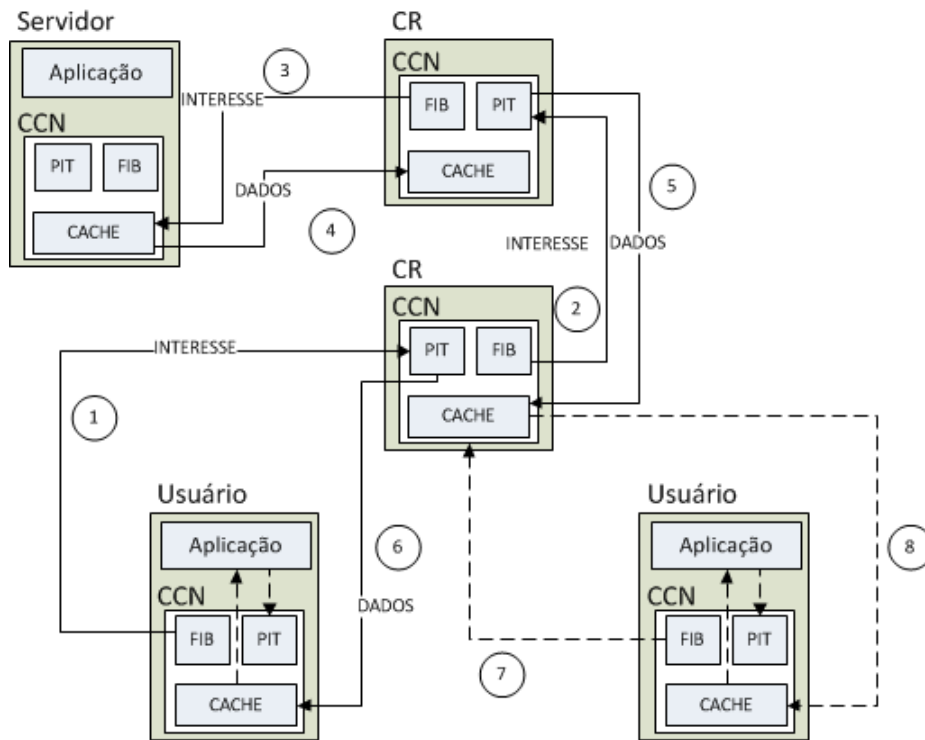 Servidor
Aplicação
CCN
PIT
FIB
CACHE
CR
CCN
FIB
PIT
CACHE
INTERESSE
3
DADOS
4
5
INTERESSE
DADOS
CR
CCN
PIT
FIB
CACHE
2
INTERESSE
1
Usuário
Aplicação
CCN
FIB
PIT
CACHE
6
DADOS
7
Usuário
Aplicação
CCN
FIB
PIT
CACHE
8